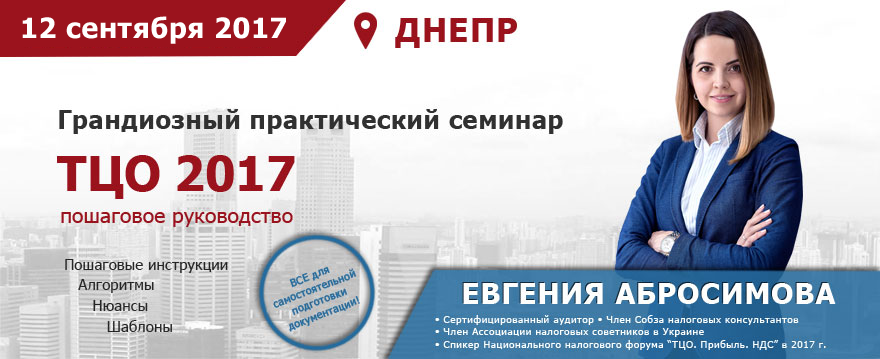 12 сентября 2017
ДНЕПР
Грандиозный практический семинар
ТЦО 2017
пошаговое руководство
Пошаговые инструкции
Алгоритмы
Нюансы
Шаблоны
ВСЕ для
самостоятельной
подготовки
документации!
ЕВГЕНИЯ АБРОСИМОВА
• Сертифицированный аудитор • Член Собза налоговых консультантов
• Член Ассоциации налоговых советников в Украине
• Спикер Национального налогового форума “ТЦО. Прибыль. НДС” в 2017 г.